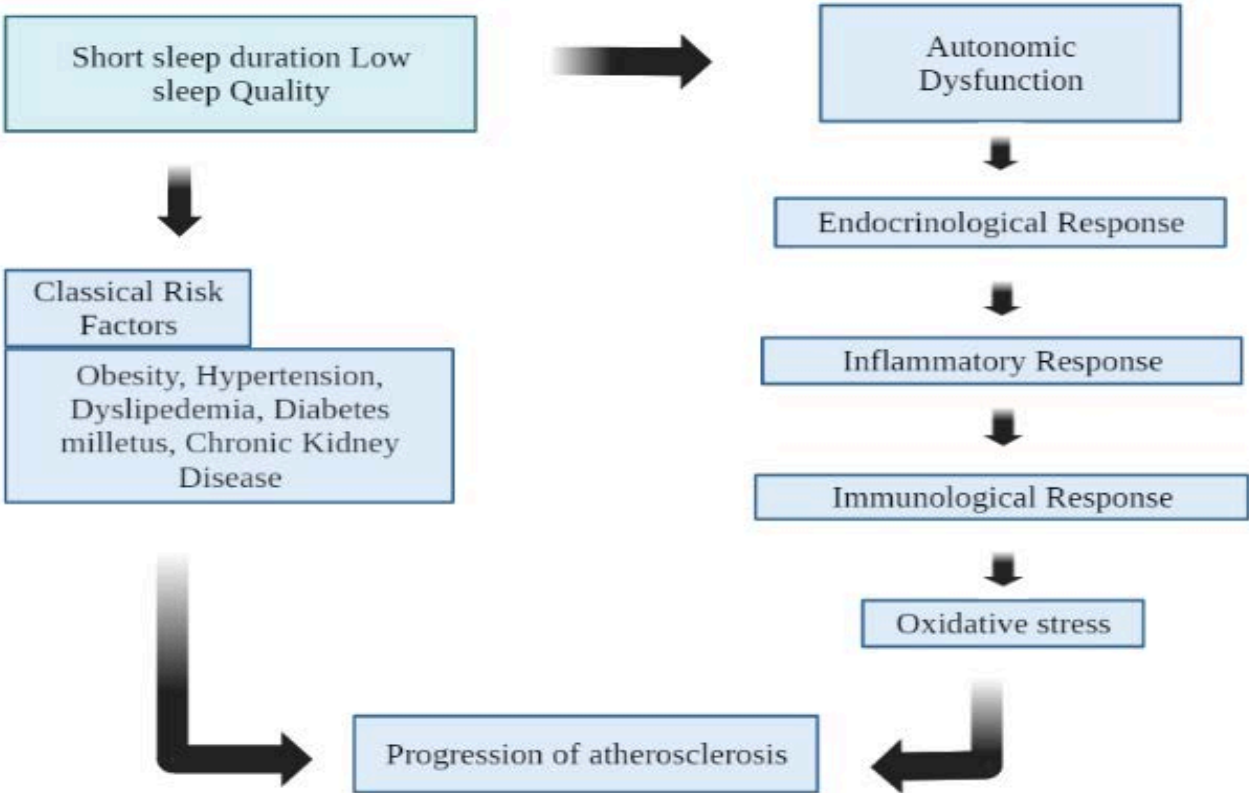 Short sleep duration Low
sleep Quality
Autonomic
Dysfunction
Endocrinological Response
Classical Risk
Factors
Inflammatory Response
Obesity, Hypertension,
Dyslipedemia, Diabetes
milletus, Chronic Kidney
Disease
Immunological Response
Oxidative stress
Progression of atherosclerosis